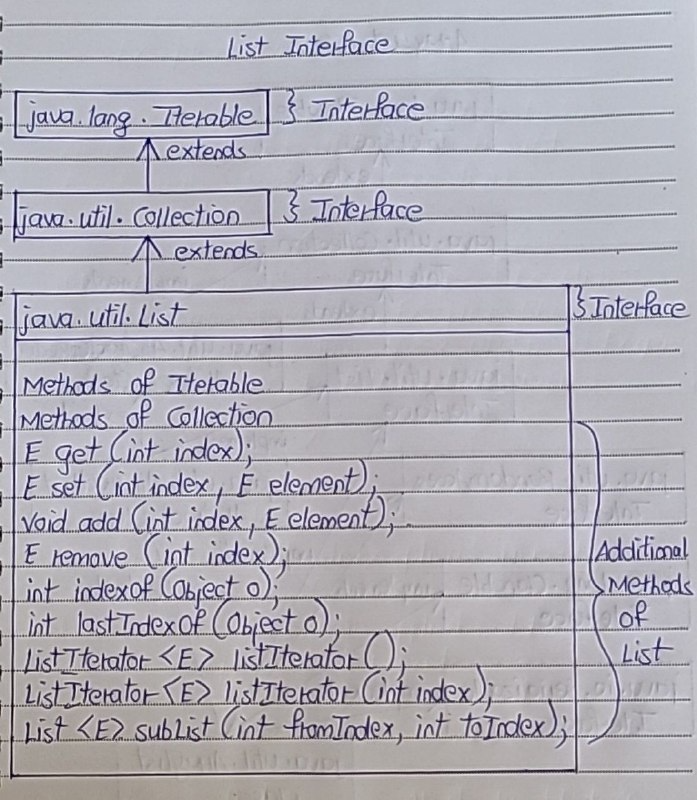 List Interface
java.lang.Iterable } Interface
extends
java.util.Collection } Interface
extends
java.util.List } Interface
Methods of Iterable
Methods of Collection
E get (int index);
E set (int index, E element);
void add (int index, E element);
E remove (int index);
int indexof (Object o);
int lastIndexOf (Object o);
ListIterator <E> listIterator ();
ListIterator <E> listIterator (int index);
List <E> subList (int fromIndex, int toIndex);
Additional
Methods
of
List